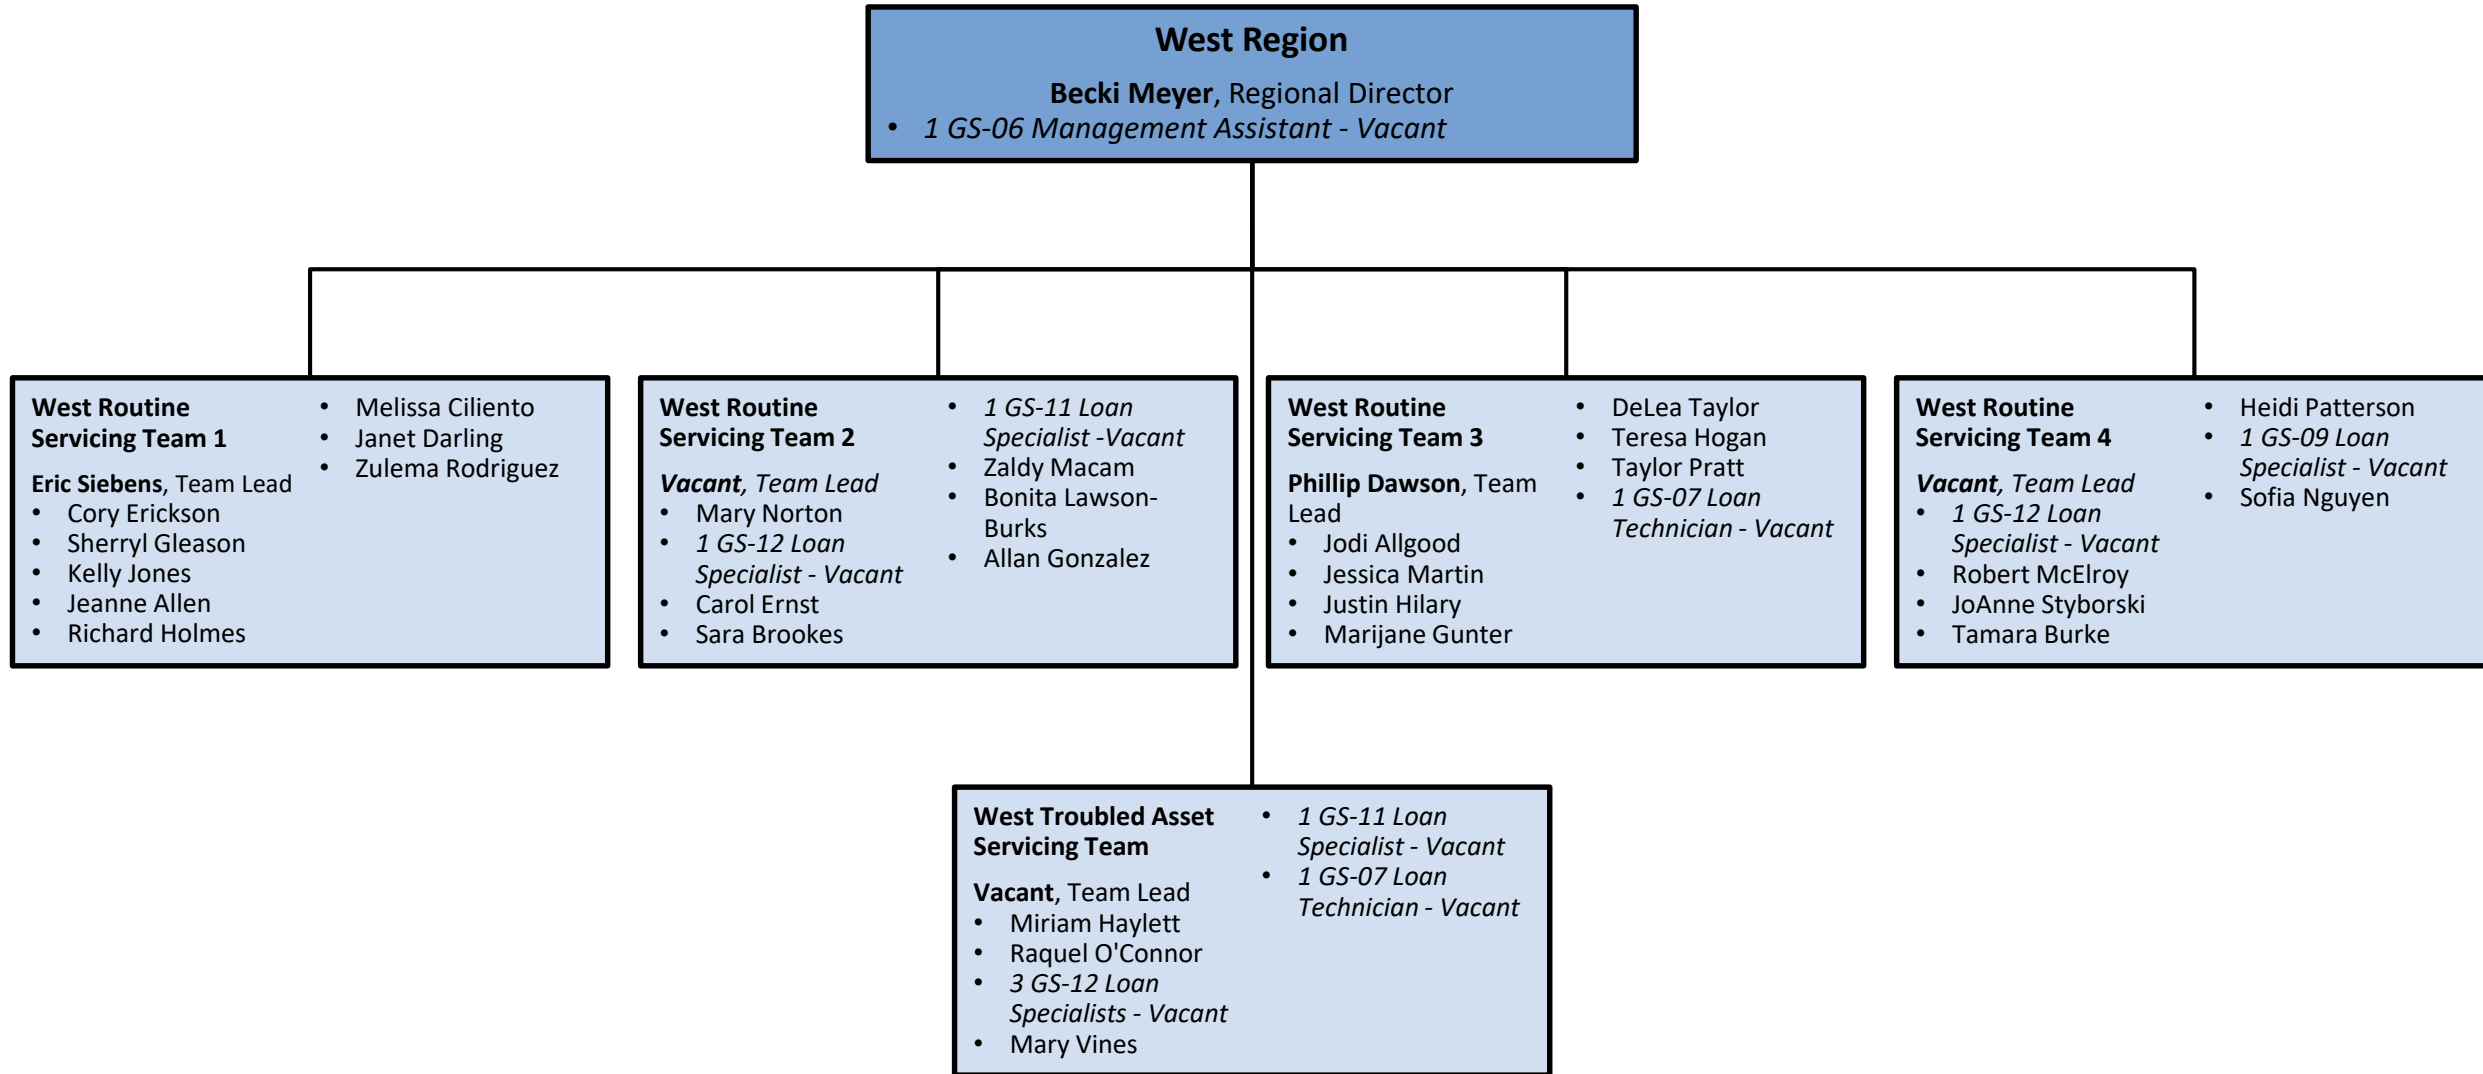 West Region
Becki Meyer, Regional Director
• 1 GS-06 Management Assistant - Vacant
West Routine
Servicing Team 1
Eric Siebens, Team Lead
• Cory Erickson
• Sherryl Gleason
• Kelly Jones
• Jeanne Allen
• Richard Holmes
• Melissa Ciliento
• Janet Darling
• Zulema Rodriguez
West Routine
Servicing Team 2
Vacant, Team Lead
• Mary Norton
• 1 GS-12 Loan
Specialist - Vacant
• Carol Ernst
• Sara Brookes
• 1 GS-11 Loan
Specialist -Vacant
• Zaldy Macam
• Bonita Lawson-
Burks
• Allan Gonzalez
West Routine
Servicing Team 3
Phillip Dawson, Team
Lead
• Jodi Allgood
• Jessica Martin
• Justin Hilary
• Marijane Gunter
• DeLea Taylor
• Teresa Hogan
• Taylor Pratt
• 1 GS-07 Loan
Technician - Vacant
West Routine
Servicing Team 4
Vacant, Team Lead
• 1 GS-12 Loan
Specialist - Vacant
• Robert McElroy
• JoAnne Styborski
• Tamara Burke
• Heidi Patterson
• 1 GS-09 Loan
Specialist - Vacant
• Sofia Nguyen
West Troubled Asset
Servicing Team
Vacant, Team Lead
• Miriam Haylett
• Raquel O'Connor
• 3 GS-12 Loan
Specialists - Vacant
• Mary Vines
• 1 GS-11 Loan
Specialist - Vacant
• 1 GS-07 Loan
Technician - Vacant